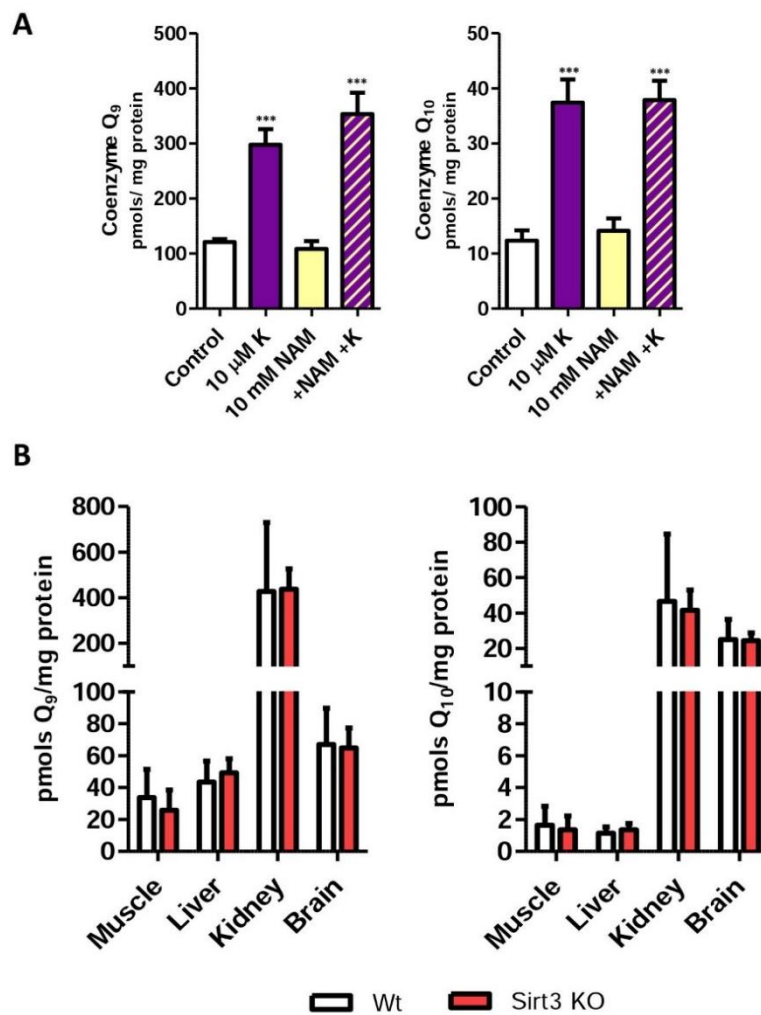 A
Coenzyme Q9
pmols/ mg protein
500
400
300
200
100
0
***
***
Control
10 µM K
10 mM NAM
+NAM +K
Coenzyme Q10
pmols/ mg protein
50
40
30
20
10
0
***
***
Control
10 µM K
10 mM NAM
+NAM +K
B
pmols Q9/mg protein
800
600
400
200
100
80
60
40
20
0
Muscle
Liver
Kidney
Brain
pmols Q10/mg protein
100
80
60
40
20
10
8
6
4
2
0
Muscle
Liver
Kidney
Brain
Wt
Sirt3 KO